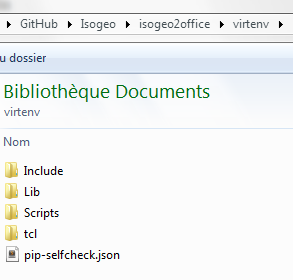 GitHub ▸ Isogeo ▸ isogeo2office ▸ virtenv ▸
u dossier
Bibliothèque Documents
virtenv
Nom
Include
Lib
Scripts
tcl
pip-selfcheck.json